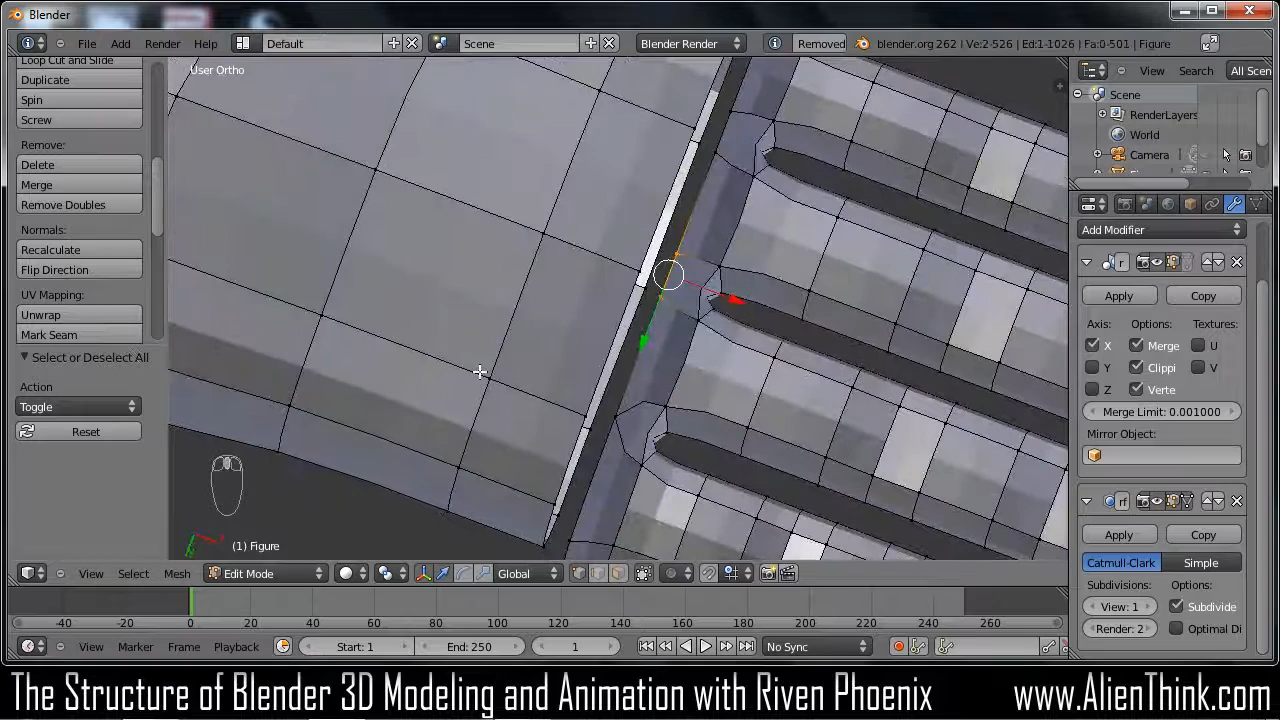 Blender
File Add Render Help Default Scene Blender Render Removed blender.org 262 | Ve:2-526 | Ed:1-1026 | Fa:0-501 | Figure
Loop Cut and Slide
Duplicate
Spin
Screw
Remove:
Delete
Merge
Remove Doubles
Normals:
Recalculate
Flip Direction
UV Mapping:
Unwrap
Mark Seam
Select or Deselect All
Action
Toggle
Reset
User Ortho
(1) Figure
View Search All Scen
Scene
RenderLayers
World
Camera
Add Modifier
Apply Copy
Axis: Options: Textures:
X Merge U
Y Clippi V
Z Verte
Merge Limit: 0.001000
Mirror Object:
Apply Copy
Catmull-Clark Simple
Subdivisions: Options:
View: 1 Subdivide
Render: 2 Optimal Di
View Select Mesh Edit Mode Global
-40 -20 0 20 40 60 80 100 120 140 160 180 200 220 240 260
View Marker Frame Playback Start: 1 End: 250 1 No Sync
The Structure of Blender 3D Modeling and Animation with Riven Phoenix www.AlienThink.com